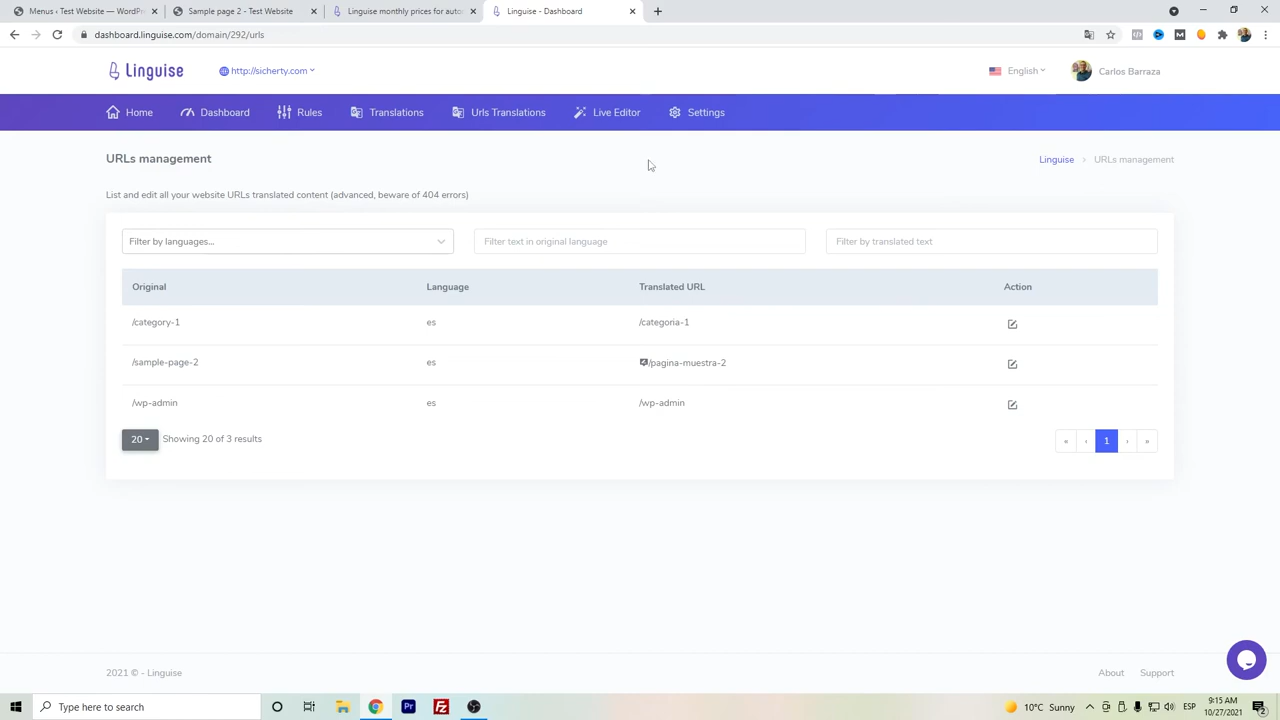 Menus ‹ Test Website — WordPr
Sample page 2 - Test Website
Linguise monthly prices for autom
Linguise - Dashboard
dashboard.linguise.com/domain/292/urls
Linguise
http://sicherty.com
English
Carlos Barraza
Home
Dashboard
Rules
Translations
Urls Translations
Live Editor
Settings
URLs management
Linguise › URLs management
List and edit all your website URLs translated content (advanced, beware of 404 errors)
Filter by languages...
Filter text in original language
Filter by translated text
Original Language Translated URL Action
/category-1 es /categoria-1
/sample-page-2 es /pagina-muestra-2
/wp-admin es /wp-admin
20 Showing 20 of 3 results
« ‹ 1 › »
2021 © - Linguise
About Support
Type here to search
10°C Sunny
ESP
9:15 AM
10/27/2021
2